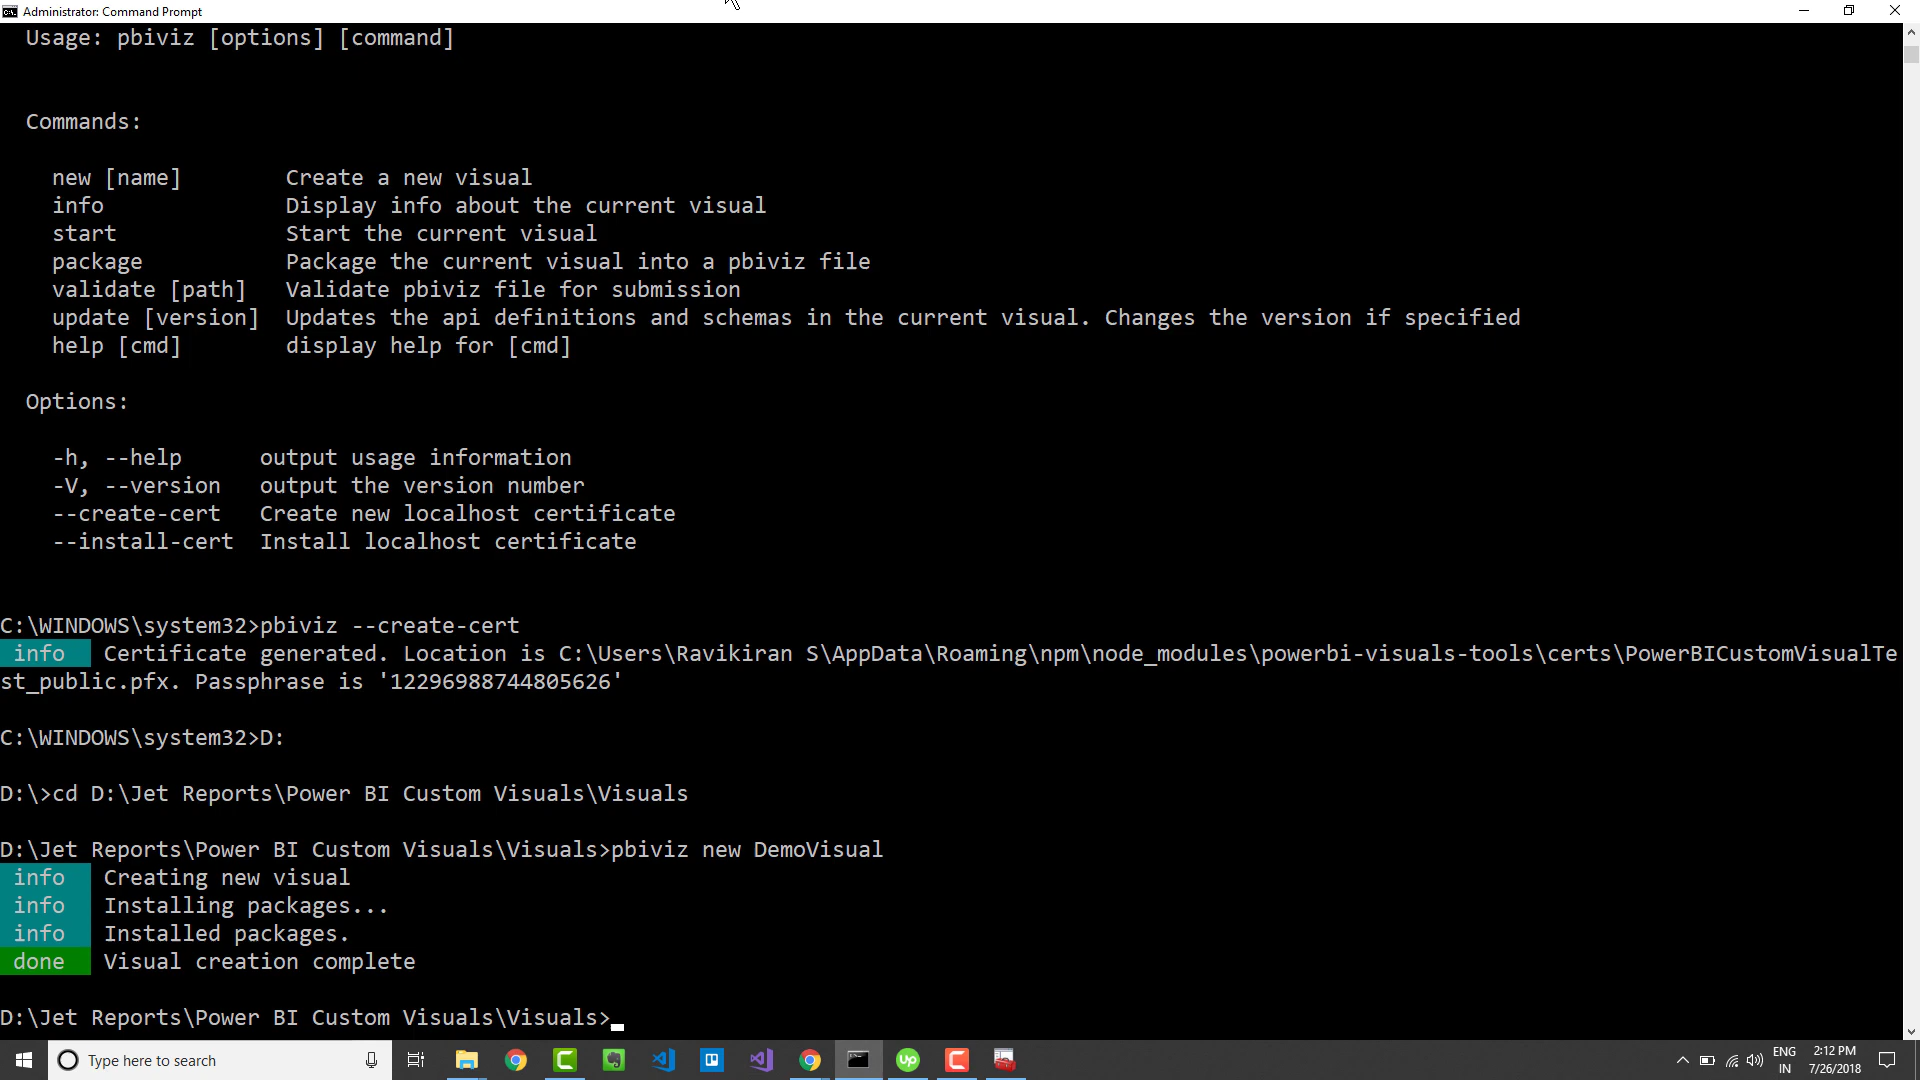 Administrator: Command Prompt
Usage: pbiviz [options] [command]
Commands:
new [name] Create a new visual
info Display info about the current visual
start Start the current visual
package Package the current visual into a pbiviz file
validate [path] Validate pbiviz file for submission
update [version] Updates the api definitions and schemas in the current visual. Changes the version if specified
help [cmd] display help for [cmd]
Options:
-h, --help output usage information
-V, --version output the version number
--create-cert Create new localhost certificate
--install-cert Install localhost certificate
C:\WINDOWS\system32>pbiviz --create-cert
info Certificate generated. Location is C:\Users\Ravikiran S\AppData\Roaming\npm\node_modules\powerbi-visuals-tools\certs\PowerBICustomVisualTe
st_public.pfx. Passphrase is '12296988744805626'
C:\WINDOWS\system32>D:
D:\>cd D:\Jet Reports\Power BI Custom Visuals\Visuals
D:\Jet Reports\Power BI Custom Visuals\Visuals>pbiviz new DemoVisual
info Creating new visual
info Installing packages...
info Installed packages.
done Visual creation complete
D:\Jet Reports\Power BI Custom Visuals\Visuals>
Type here to search
Up
ENG
IN
2:12 PM
7/26/2018